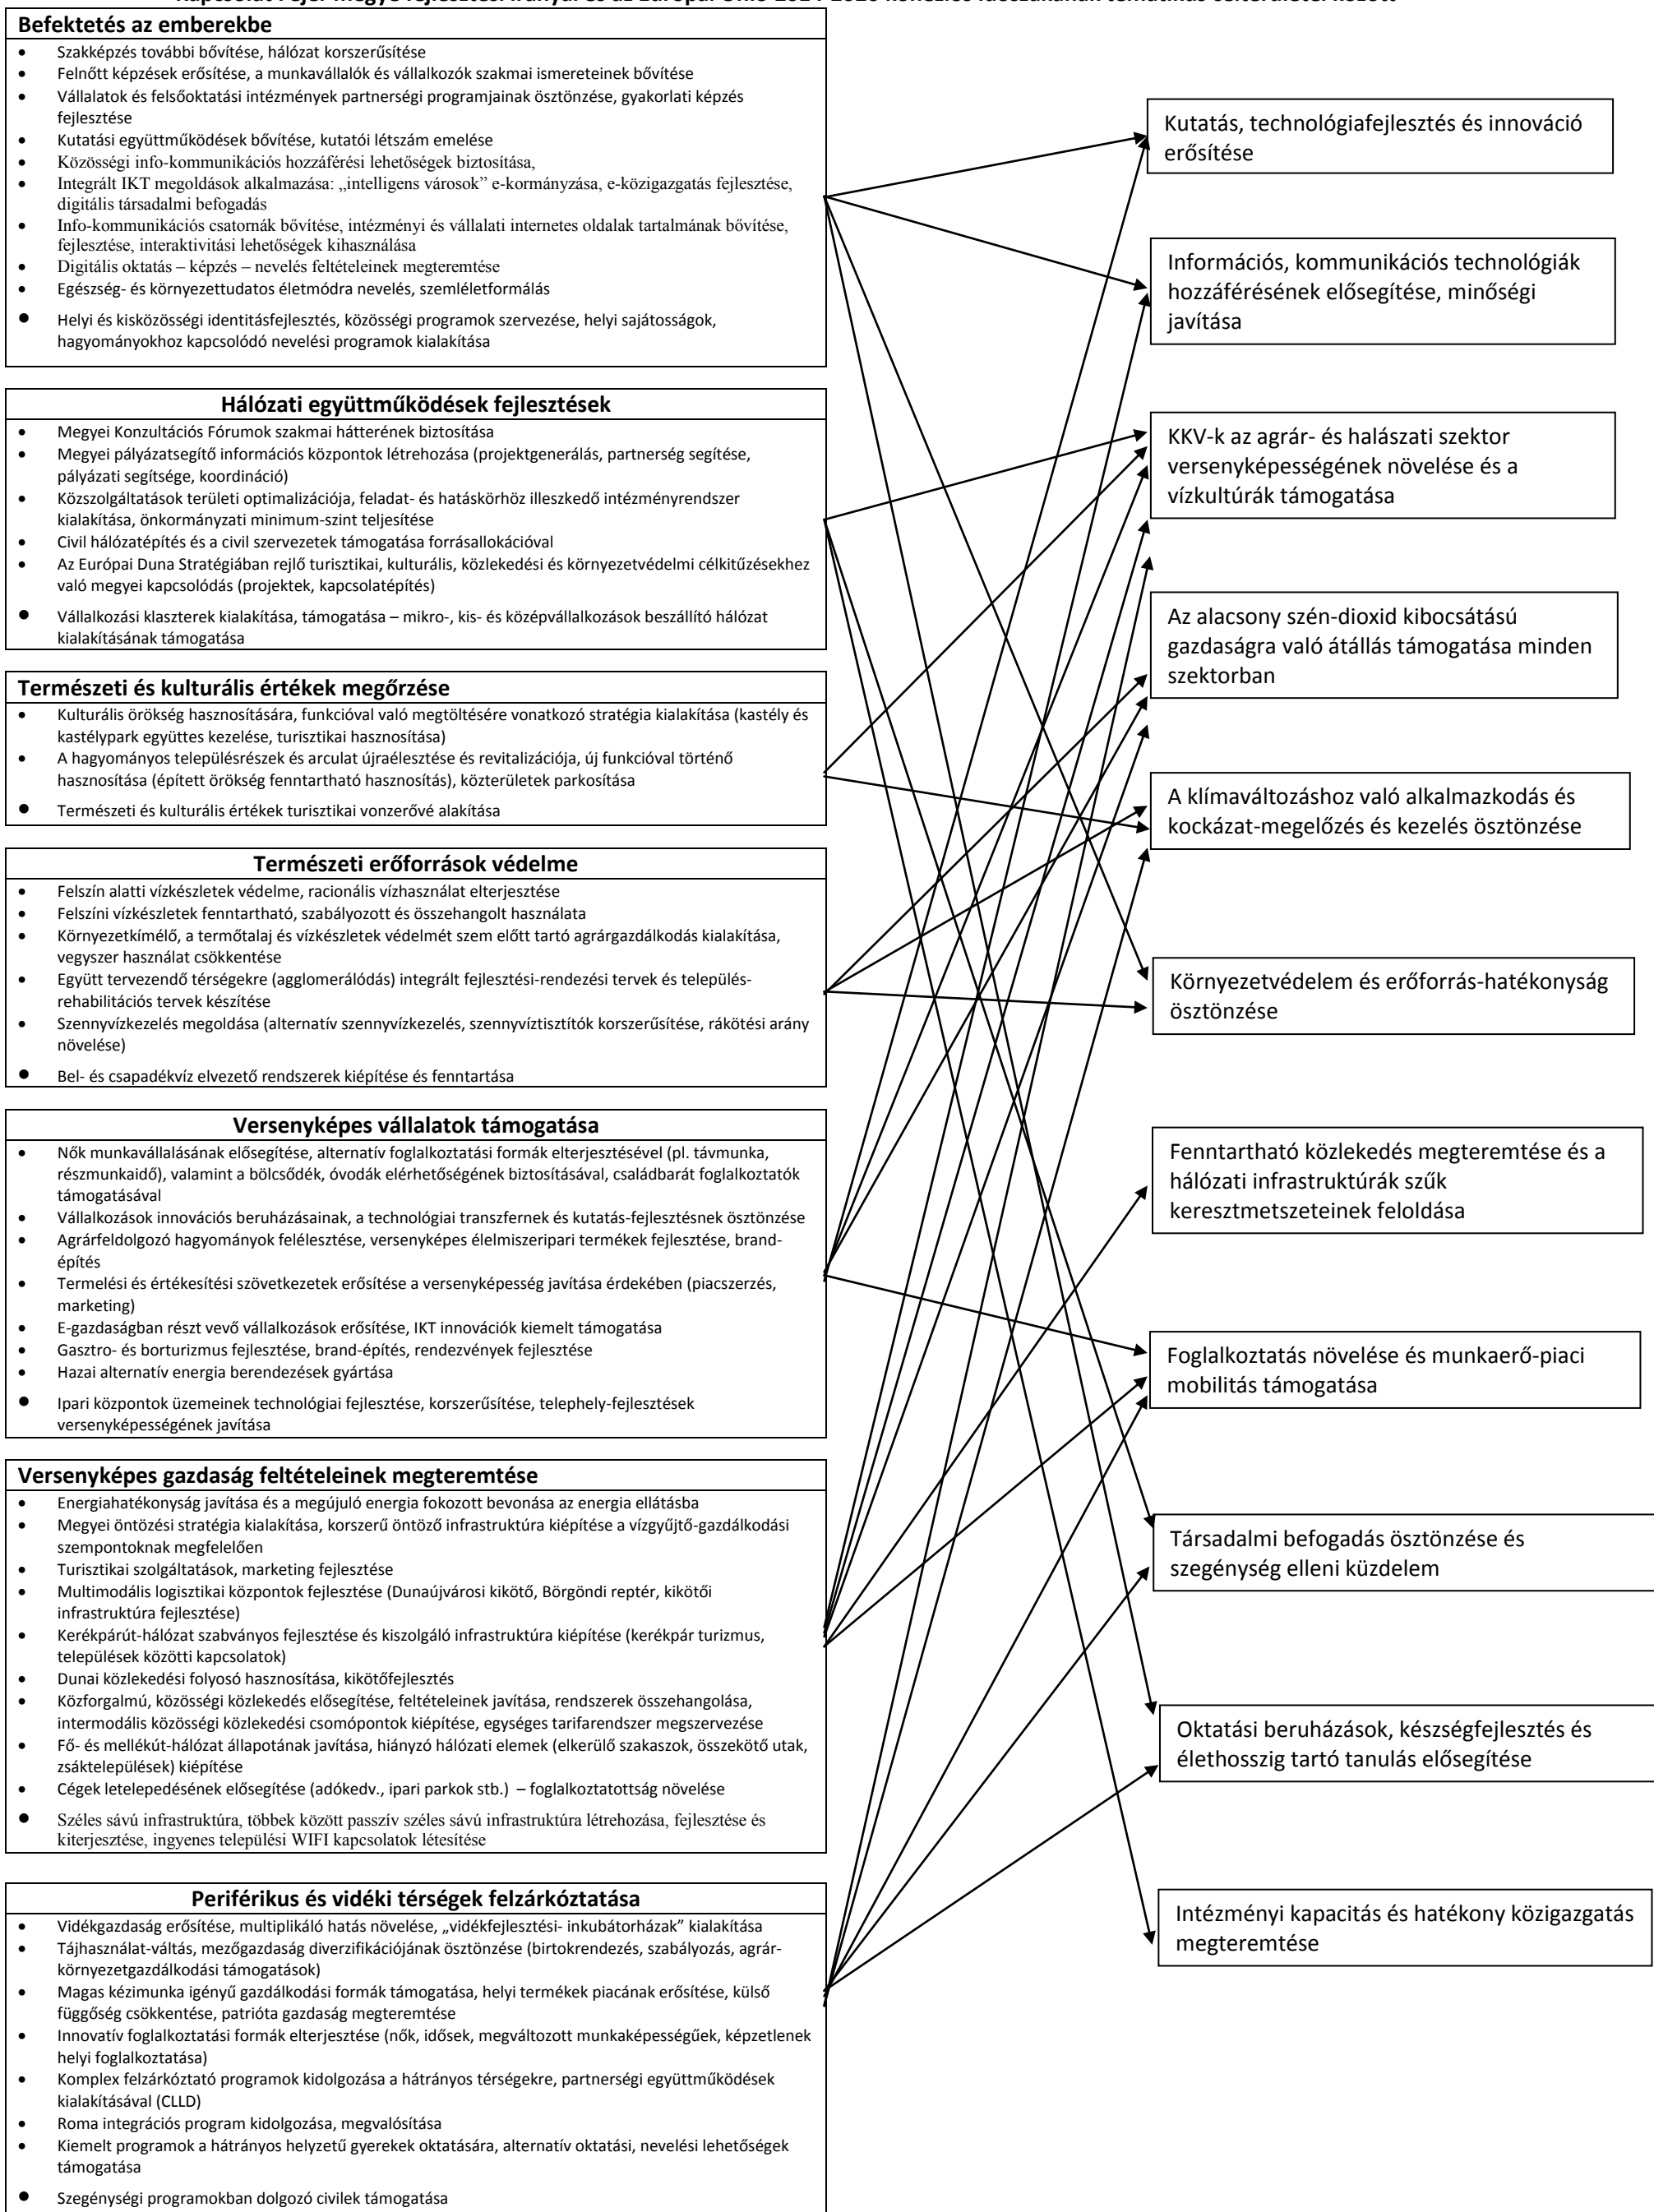 Kapcsolat Fejér megye fejlesztési irányai és az Európai Unió 2014-2020 kohéziós időszakának tematikus célterületei között
Befektetés az emberekbe
• Szakképzés további bővítése, hálózat korszerűsítése
• Felnőtt képzések erősítése, a munkavállalók és vállalkozók szakmai ismereteinek bővítése
• Vállalatok és felsőoktatási intézmények partnerségi programjainak ösztönzése, gyakorlati képzés
fejlesztése
• Kutatási együttműködések bővítése, kutatói létszám emelése
• Közösségi info-kommunikációs hozzáférési lehetőségek biztosítása,
• Integrált IKT megoldások alkalmazása: „intelligens városok” e-kormányzása, e-közigazgatás fejlesztése,
digitális társadalmi befogadás
• Info-kommunikációs csatornák bővítése, intézményi és vállalati internetes oldalak tartalmának bővítése,
fejlesztése, interaktivitási lehetőségek kihasználása
• Digitális oktatás – képzés – nevelés feltételeinek megteremtése
• Egészség- és környezettudatos életmódra nevelés, szemléletformálás
• Helyi és kisközösségi identitásfejlesztés, közösségi programok szervezése, helyi sajátosságok,
hagyományokhoz kapcsolódó nevelési programok kialakítása
Hálózati együttműködések fejlesztések
• Megyei Konzultációs Fórumok szakmai hátterének biztosítása
• Megyei pályázatsegítő információs központok létrehozása (projektgenerálás, partnerség segítése,
pályázati segítsége, koordináció)
• Közszolgáltatások területi optimalizációja, feladat- és hatáskörhöz illeszkedő intézményrendszer
kialakítása, önkormányzati minimum-szint teljesítése
• Civil hálózatépítés és a civil szervezetek támogatása forrásallokációval
• Az Európai Duna Stratégiában rejlő turisztikai, kulturális, közlekedési és környezetvédelmi célkitűzésekhez
való megyei kapcsolódás (projektek, kapcsolatépítés)
• Vállalkozási klaszterek kialakítása, támogatása – mikro-, kis- és középvállalkozások beszállító hálózat
kialakításának támogatása
Természeti és kulturális értékek megőrzése
• Kulturális örökség hasznosítására, funkcióval való megtöltésére vonatkozó stratégia kialakítása (kastély és
kastélypark együttes kezelése, turisztikai hasznosítása)
• A hagyományos településrészek és arculat újraélesztése és revitalizációja, új funkcióval történő
hasznosítása (épített örökség fenntartható hasznosítás), közterületek parkosítása
• Természeti és kulturális értékek turisztikai vonzerővé alakítása
Természeti erőforrások védelme
• Felszín alatti vízkészletek védelme, racionális vízhasználat elterjesztése
• Felszíni vízkészletek fenntartható, szabályozott és összehangolt használata
• Környezetkímélő, a termőtalaj és vízkészletek védelmét szem előtt tartó agrárgazdálkodás kialakítása,
vegyszer használat csökkentése
• Együtt tervezendő térségekre (agglomerálódás) integrált fejlesztési-rendezési tervek és település-
rehabilitációs tervek készítése
• Szennyvízkezelés megoldása (alternatív szennyvízkezelés, szennyvíztisztítók korszerűsítése, rákötési arány
növelése)
• Bel- és csapadékvíz elvezető rendszerek kiépítése és fenntartása
Versenyképes vállalatok támogatása
• Nők munkavállalásának elősegítése, alternatív foglalkoztatási formák elterjesztésével (pl. távmunka,
részmunkaidő), valamint a bölcsődék, óvodák elérhetőségének biztosításával, családbarát foglalkoztatók
támogatásával
• Vállalkozások innovációs beruházásainak, a technológiai transzfernek és kutatás-fejlesztésnek ösztönzése
• Agrárfeldolgozó hagyományok felélesztése, versenyképes élelmiszeripari termékek fejlesztése, brand-
építés
• Termelési és értékesítési szövetkezetek erősítése a versenyképesség javítása érdekében (piacszerzés,
marketing)
• E-gazdaságban részt vevő vállalkozások erősítése, IKT innovációk kiemelt támogatása
• Gasztro- és borturizmus fejlesztése, brand-építés, rendezvények fejlesztése
• Hazai alternatív energia berendezések gyártása
• Ipari központok üzemeinek technológiai fejlesztése, korszerűsítése, telephely-fejlesztések
versenyképességének javítása
Versenyképes gazdaság feltételeinek megteremtése
• Energiahatékonyság javítása és a megújuló energia fokozott bevonása az energia ellátásba
• Megyei öntözési stratégia kialakítása, korszerű öntöző infrastruktúra kiépítése a vízgyűjtő-gazdálkodási
szempontoknak megfelelően
• Turisztikai szolgáltatások, marketing fejlesztése
• Multimodális logisztikai központok fejlesztése (Dunaújvárosi kikötő, Börgöndi reptér, kikötői
infrastruktúra fejlesztése)
• Kerékpárút-hálózat szabványos fejlesztése és kiszolgáló infrastruktúra kiépítése (kerékpár turizmus,
települések közötti kapcsolatok)
• Dunai közlekedési folyosó hasznosítása, kikötőfejlesztés
• Közforgalmú, közösségi közlekedés elősegítése, feltételeinek javítása, rendszerek összehangolása,
intermodális közösségi közlekedési csomópontok kiépítése, egységes tarifarendszer megszervezése
• Fő- és mellékút-hálózat állapotának javítása, hiányzó hálózati elemek (elkerülő szakaszok, összekötő utak,
zsáktelepülések) kiépítése
• Cégek letelepedésének elősegítése (adókedv., ipari parkok stb.) – foglalkoztatottság növelése
• Széles sávú infrastruktúra, többek között passzív széles sávú infrastruktúra létrehozása, fejlesztése és
kiterjesztése, ingyenes települési WIFI kapcsolatok létesítése
Periférikus és vidéki térségek felzárkóztatása
• Vidékgazdaság erősítése, multiplikáló hatás növelése, „vidékfejlesztési- inkubátorházak” kialakítása
• Tájhasználat-váltás, mezőgazdaság diverzifikációjának ösztönzése (birtokrendezés, szabályozás, agrár-
környezetgazdálkodási támogatások)
• Magas kézimunka igényű gazdálkodási formák támogatása, helyi termékek piacának erősítése, külső
függőség csökkentése, patrióta gazdaság megteremtése
• Innovatív foglalkoztatási formák elterjesztése (nők, idősek, megváltozott munkaképességűek, képzetlenek
helyi foglalkoztatása)
• Komplex felzárkóztató programok kidolgozása a hátrányos térségekre, partnerségi együttműködések
kialakításával (CLLD)
• Roma integrációs program kidolgozása, megvalósítása
• Kiemelt programok a hátrányos helyzetű gyerekek oktatására, alternatív oktatási, nevelési lehetőségek
támogatása
• Szegénységi programokban dolgozó civilek támogatása
Kutatás, technológiafejlesztés és innováció
erősítése
Információs, kommunikációs technológiák
hozzáférésének elősegítése, minőségi
javítása
KKV-k az agrár- és halászati szektor
versenyképességének növelése és a
vízkultúrák támogatása
Az alacsony szén-dioxid kibocsátású
gazdaságra való átállás támogatása minden
szektorban
A klímaváltozáshoz való alkalmazkodás és
kockázat-megelőzés és kezelés ösztönzése
Környezetvédelem és erőforrás-hatékonyság
ösztönzése
Fenntartható közlekedés megteremtése és a
hálózati infrastruktúrák szűk
keresztmetszeteinek feloldása
Foglalkoztatás növelése és munkaerő-piaci
mobilitás támogatása
Társadalmi befogadás ösztönzése és
szegénység elleni küzdelem
Oktatási beruházások, készségfejlesztés és
élethosszig tartó tanulás elősegítése
Intézményi kapacitás és hatékony közigazgatás
megteremtése